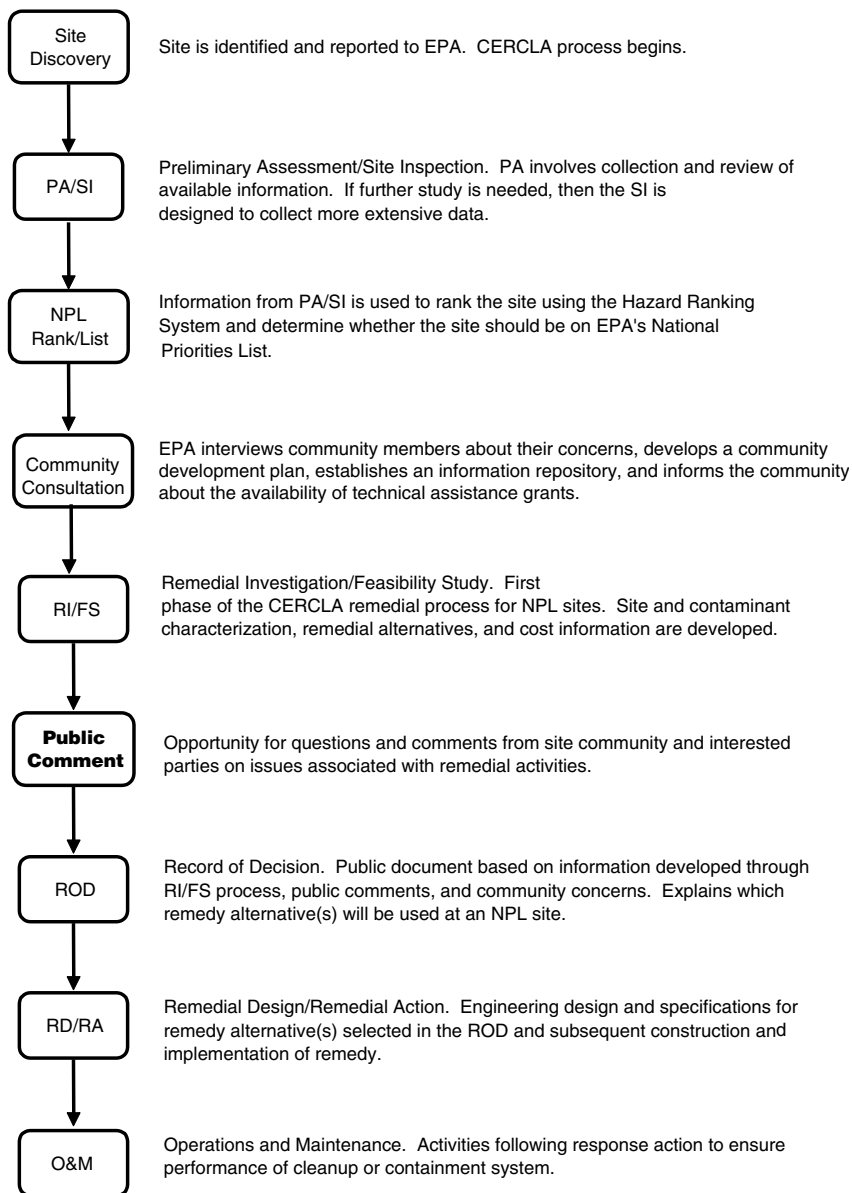 Site
Discovery
Site is identified and reported to EPA.  CERCLA process begins.
PA/SI
Preliminary Assessment/Site Inspection.  PA involves collection and review of
available information.  If further study is needed, then the SI is
designed to collect more extensive data.
NPL
Rank/List
Information from PA/SI is used to rank the site using the Hazard Ranking
System and determine whether the site should be on EPA's National
Priorities List.
Community
Consultation
EPA interviews community members about their concerns, develops a community
development plan, establishes an information repository, and informs the community
about the availability of technical assistance grants.
RI/FS
Remedial Investigation/Feasibility Study.  First
phase of the CERCLA remedial process for NPL sites.  Site and contaminant
characterization, remedial alternatives, and cost information are developed.
Public
Comment
Opportunity for questions and comments from site community and interested
parties on issues associated with remedial activities.
ROD
Record of Decision.  Public document based on information developed through
RI/FS process, public comments, and community concerns.  Explains which
remedy alternative(s) will be used at an NPL site.
RD/RA
Remedial Design/Remedial Action.  Engineering design and specifications for
remedy alternative(s) selected in the ROD and subsequent construction and
implementation of remedy.
O&M
Operations and Maintenance.  Activities following response action to ensure
performance of cleanup or containment system.